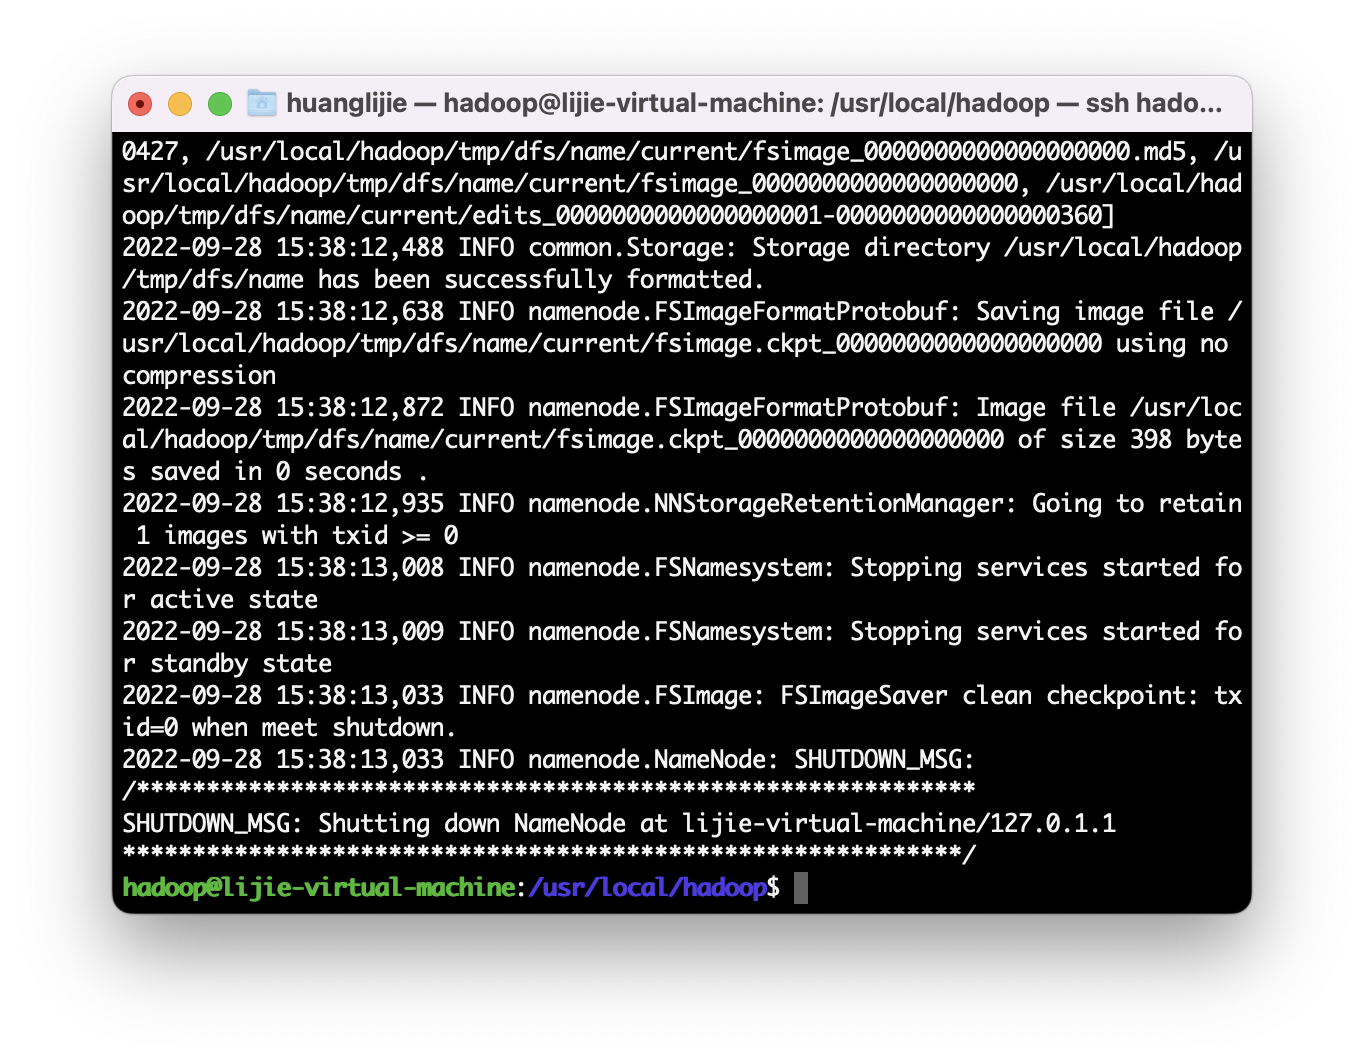 huanglijie — hadoop@lijie-virtual-machine: /usr/local/hadoop — ssh hado...
0427, /usr/local/hadoop/tmp/dfs/name/current/fsimage_0000000000000000000.md5, /u
sr/local/hadoop/tmp/dfs/name/current/fsimage_0000000000000000000, /usr/local/had
oop/tmp/dfs/name/current/edits_0000000000000000001-0000000000000000360]
2022-09-28 15:38:12,488 INFO common.Storage: Storage directory /usr/local/hadoop
/tmp/dfs/name has been successfully formatted.
2022-09-28 15:38:12,638 INFO namenode.FSImageFormatProtobuf: Saving image file /
usr/local/hadoop/tmp/dfs/name/current/fsimage.ckpt_0000000000000000000 using no
compression
2022-09-28 15:38:12,872 INFO namenode.FSImageFormatProtobuf: Image file /usr/loc
al/hadoop/tmp/dfs/name/current/fsimage.ckpt_0000000000000000000 of size 398 byte
s saved in 0 seconds .
2022-09-28 15:38:12,935 INFO namenode.NNStorageRetentionManager: Going to retain
 1 images with txid >= 0
2022-09-28 15:38:13,008 INFO namenode.FSNamesystem: Stopping services started fo
r active state
2022-09-28 15:38:13,009 INFO namenode.FSNamesystem: Stopping services started fo
r standby state
2022-09-28 15:38:13,033 INFO namenode.FSImage: FSImageSaver clean checkpoint: tx
id=0 when meet shutdown.
2022-09-28 15:38:13,033 INFO namenode.NameNode: SHUTDOWN_MSG:
/************************************************************
SHUTDOWN_MSG: Shutting down NameNode at lijie-virtual-machine/127.0.1.1
************************************************************/
hadoop@lijie-virtual-machine:/usr/local/hadoop$